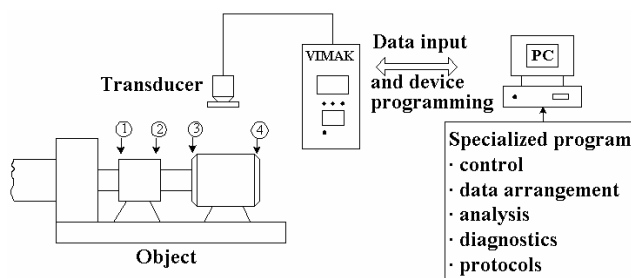 VIMAK
Data input
and device
programming
PC
Transducer
1 2 3 4
Object
Specialized program
· control
· data arrangement
· analysis
· diagnostics
· protocols